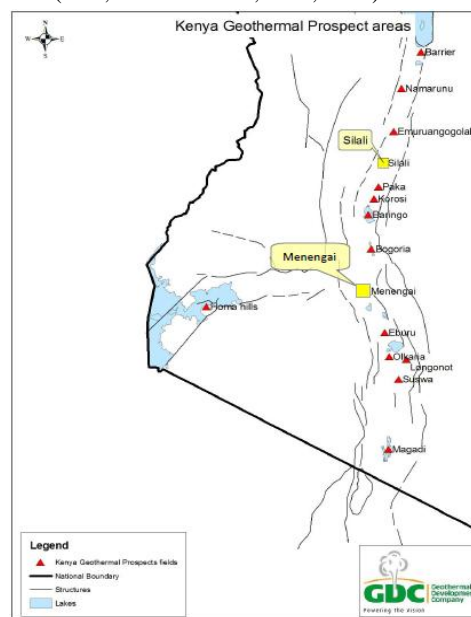 Kenya Geothermal Prospect areas
N
W
E
S
Barrier
Namarunu
Emuruangogolak
Silali
Silali
Paka
Korosi
Baringo
Bogoria
Menengai
Menengai
Homa hills
Eburu
Olkaria
Longonot
Suswa
Magadi
Legend
Kenya Geothermal Prospects fields
National Boundary
Structures
Lakes
GDC
Geothermal
Development
Company
Powering the Vision